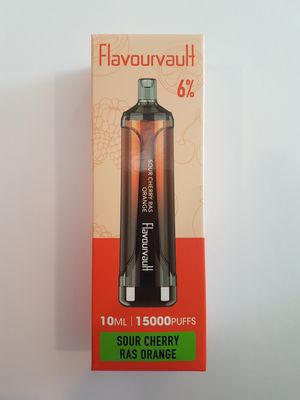 Flavourvault
6%
SOUR CHERRY RAS
ORANGE
Flavourvault
10ML | 15000PUFFS
SOUR CHERRY
RAS ORANGE